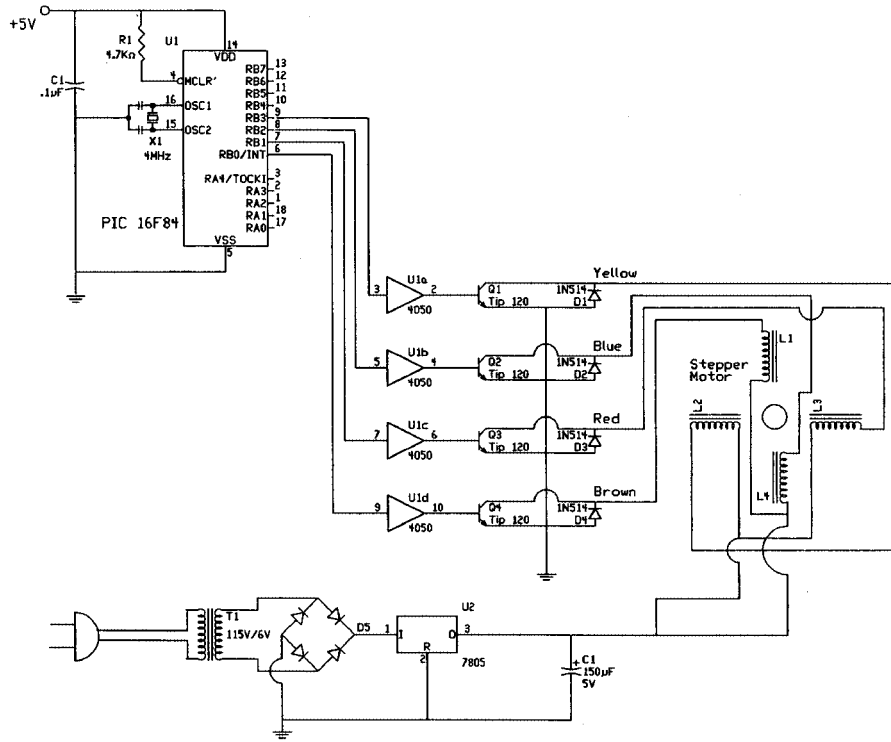 +5V
R1
4.7KΩ
U1
14
VDD
C1
.1µF
4
MCLR'
16
OSC1
15
OSC2
X1
4MHz
RB7
13
RB6
12
RB5
11
RB4
10
RB3
9
RB2
8
RB1
7
RB0/INT
6
RA4/TOCKI
3
RA3
2
RA2
1
RA1
18
RA0
17
PIC 16F84
VSS
5
3
U1a
2
4050
Q1
Tip 120
1N514
D1
Yellow
5
U1b
4
4050
Q2
Tip 120
1N514
D2
Blue
7
U1c
6
4050
Q3
Tip 120
1N514
D3
Red
9
U1d
10
4050
Q4
Tip 120
1N514
D4
Brown
Stepper
Motor
L1
L2
L3
L4
T1
115V/6V
D5
U2
1
I
O
3
R
2
7805
+
C1
150µF
5V